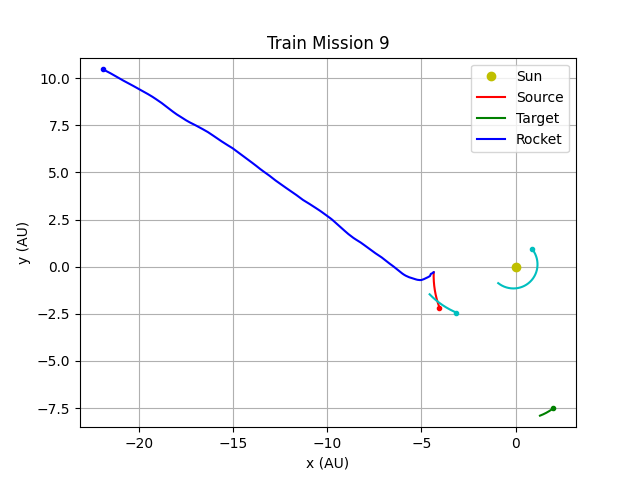 Train Mission 9
Sun
Source
Target
Rocket
10.0
7.5
5.0
2.5
0.0
−2.5
−5.0
−7.5
y (AU)
−20 −15 −10 −5 0
x (AU)